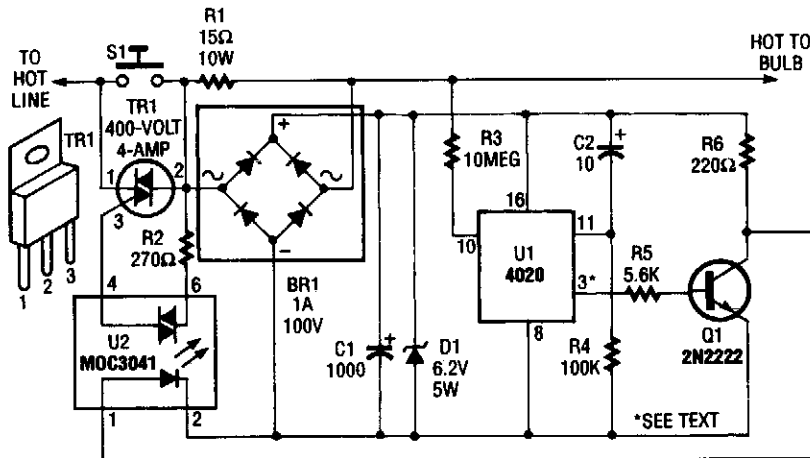 R1
15Ω
10W
S1
TO
HOT
LINE
HOT TO
BULB
TR1
400-VOLT
4-AMP
TR1
1
2
3
+
~
~
−
R3
10MEG
C2
10
+
R6
220Ω
16
11
10
U1
4020
3*
8
R5
5.6K
R2
270Ω
1
2
3
4
6
U2
MOC3041
1
2
BR1
1A
100V
C1
1000
+
D1
6.2V
5W
R4
100K
Q1
2N2222
*SEE TEXT